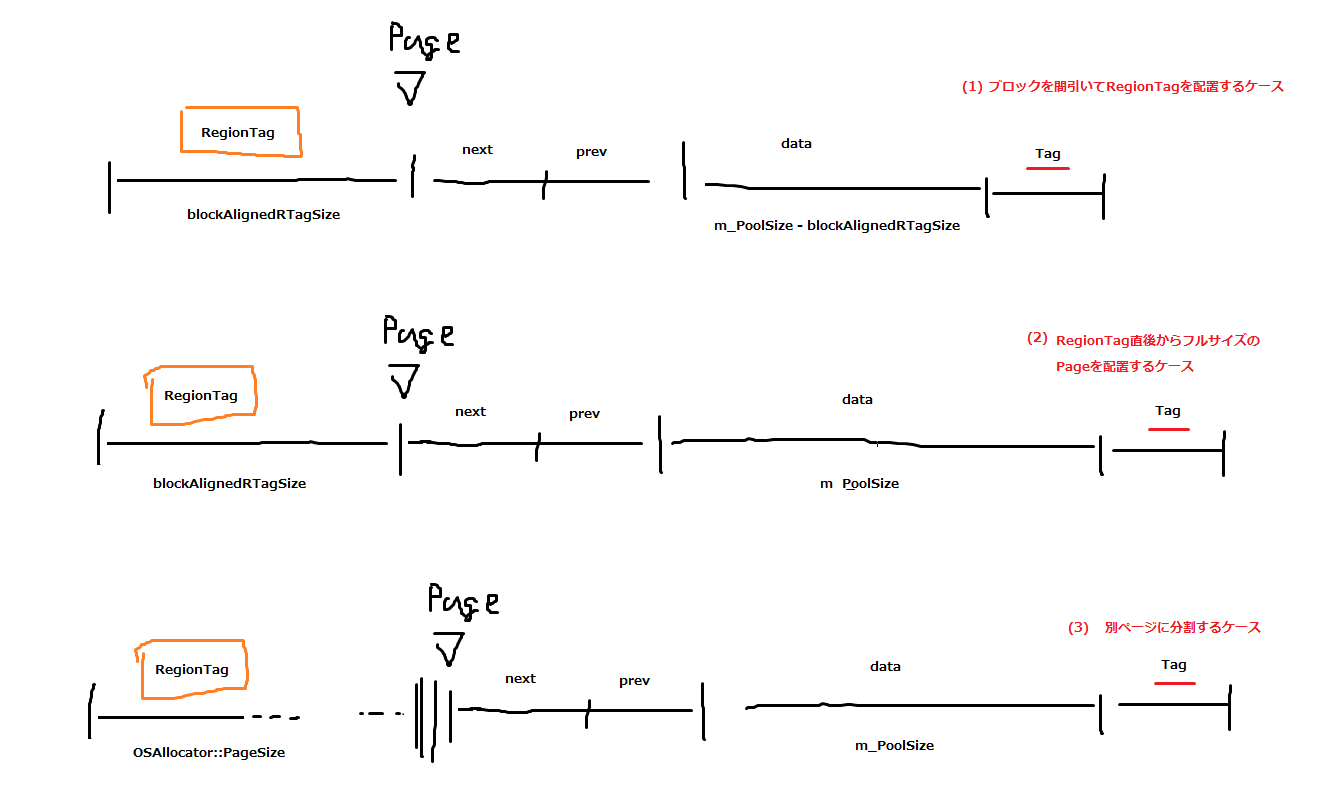 Page
(1) ブロックを間引いてRegionTagを配置するケース
RegionTag
next
prev
data
Tag
blockAlignedRTagSize
m_PoolSize - blockAlignedRTagSize
Page
(2) RegionTag直後からフルサイズの
Pageを配置するケース
RegionTag
next
prev
data
Tag
blockAlignedRTagSize
m_PoolSize
Page
(3) 別ページに分割するケース
RegionTag
next
prev
data
Tag
OSAllocator::PageSize
m_PoolSize